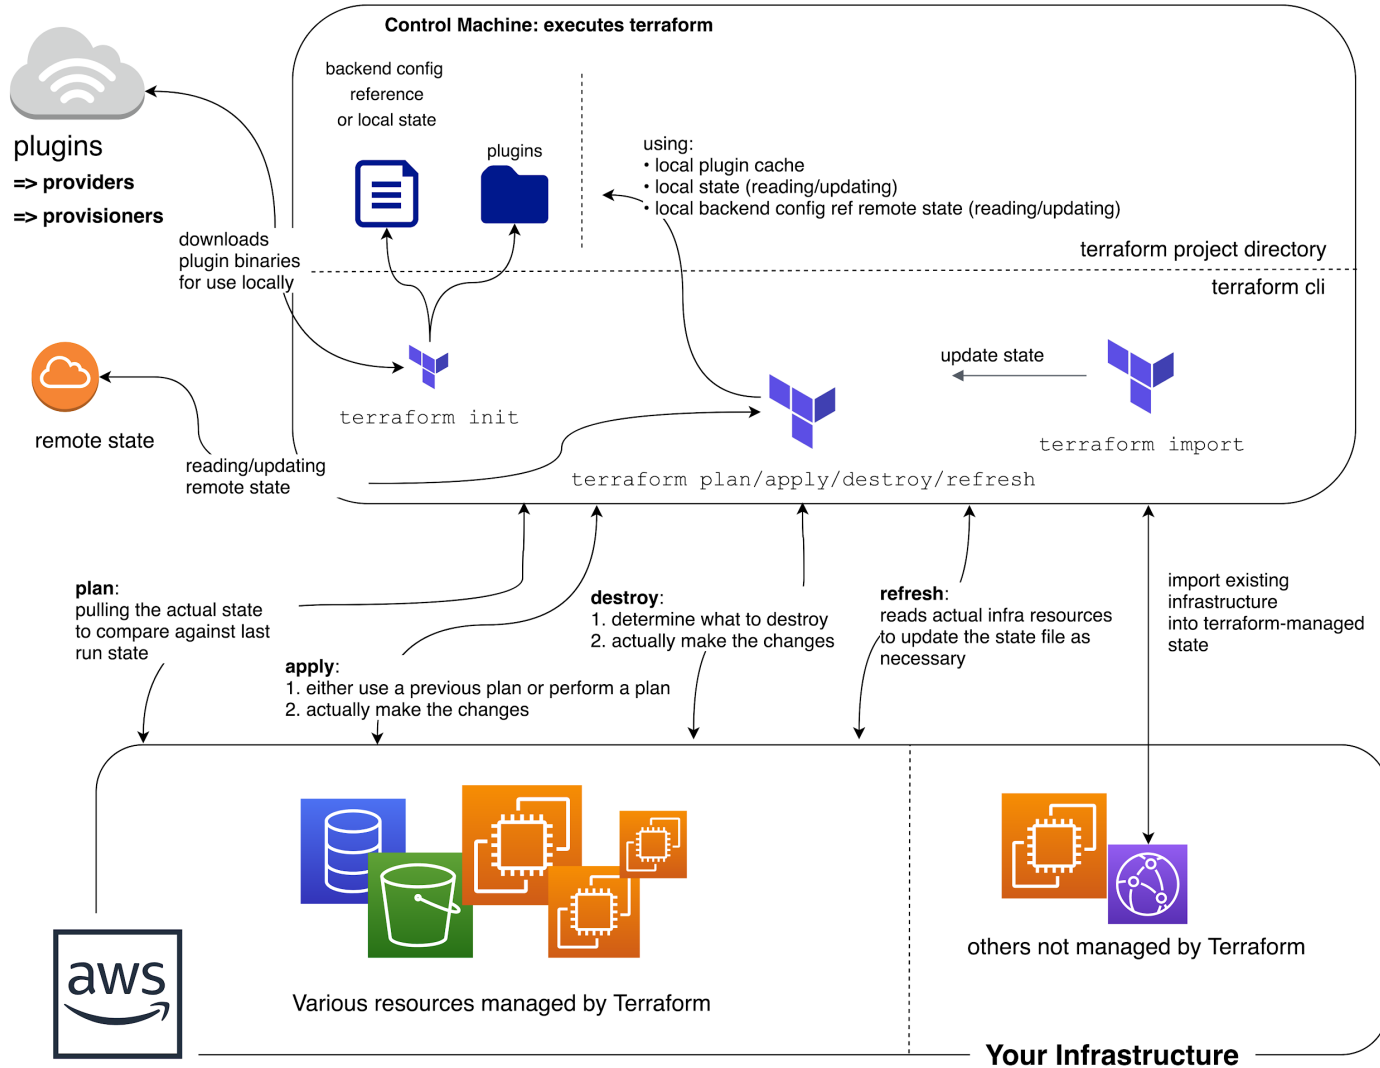 Control Machine: executes terraform
backend config
reference
or local state
plugins
using:
• local plugin cache
• local state (reading/updating)
• local backend config ref remote state (reading/updating)
terraform project directory
terraform cli
plugins
=> providers
=> provisioners
downloads
plugin binaries
for use locally
terraform init
update state
terraform import
terraform plan/apply/destroy/refresh
remote state
reading/updating
remote state
plan:
pulling the actual state
to compare against last
run state
apply:
1. either use a previous plan or perform a plan
2. actually make the changes
destroy:
1. determine what to destroy
2. actually make the changes
refresh:
reads actual infra resources
to update the state file as
necessary
import existing
infrastructure
into terraform-managed
state
Various resources managed by Terraform
others not managed by Terraform
aws
Your Infrastructure